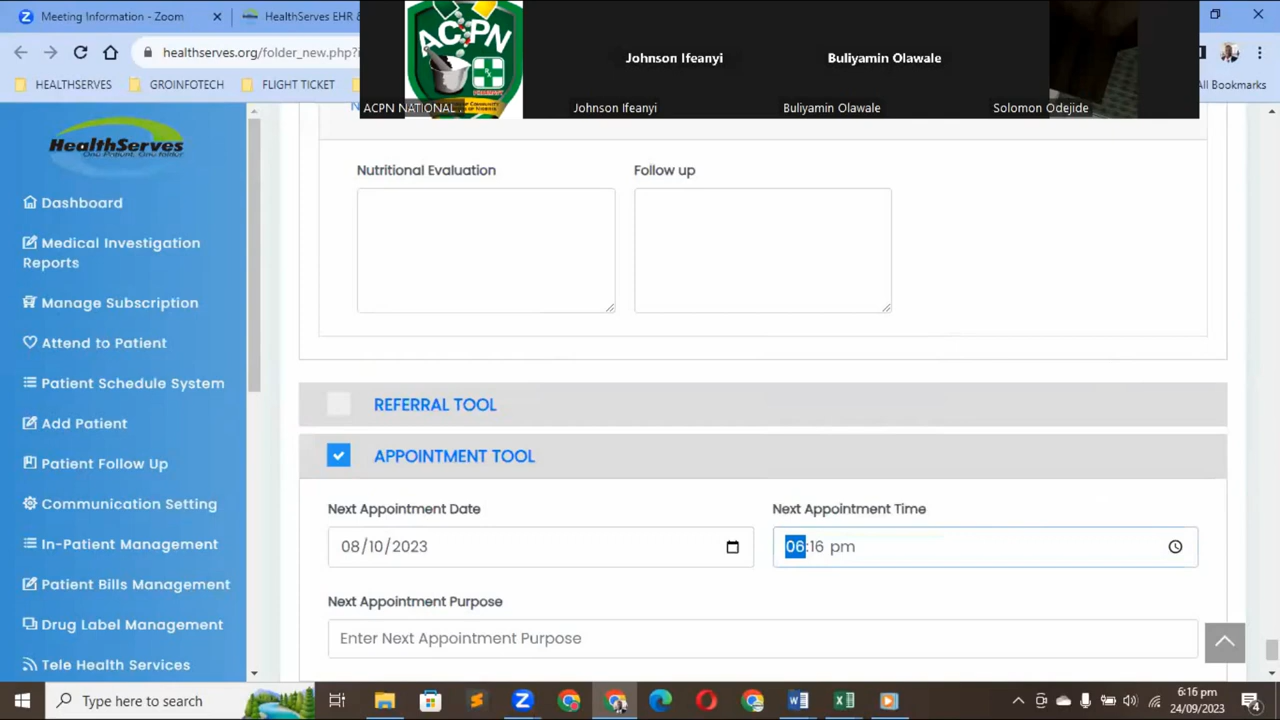 Meeting Information - Zoom
HealthServes EHR &
healthserves.org/folder_new.php?i
HEALTHSERVES
GROINFOTECH
FLIGHT TICKET
All Bookmarks
ACPN
ACPN NATIONAL
Johnson Ifeanyi
Johnson Ifeanyi
Buliyamin Olawale
Buliyamin Olawale
Solomon Odejide
HealthServes
One Patient, One folder
Dashboard
Medical Investigation
Reports
Manage Subscription
Attend to Patient
Patient Schedule System
Add Patient
Patient Follow Up
Communication Setting
In-Patient Management
Patient Bills Management
Drug Label Management
Tele Health Services
Nutritional Evaluation
Follow up
REFERRAL TOOL
APPOINTMENT TOOL
Next Appointment Date
Next Appointment Time
08/10/2023
06:16 pm
Next Appointment Purpose
Enter Next Appointment Purpose
Type here to search
6:16 pm
24/09/2023
4